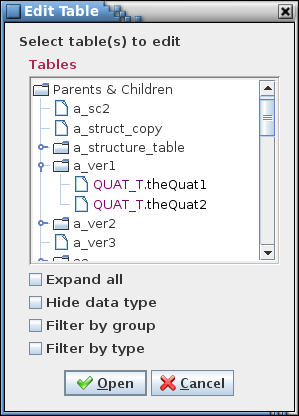 Edit Table
Select table(s) to edit
Tables
Parents & Children
a_sc2
a_struct_copy
a_structure_table
a_ver1
QUAT_T.theQuat1
QUAT_T.theQuat2
a_ver2
a_ver3
Expand all
Hide data type
Filter by group
Filter by type
Open
Cancel